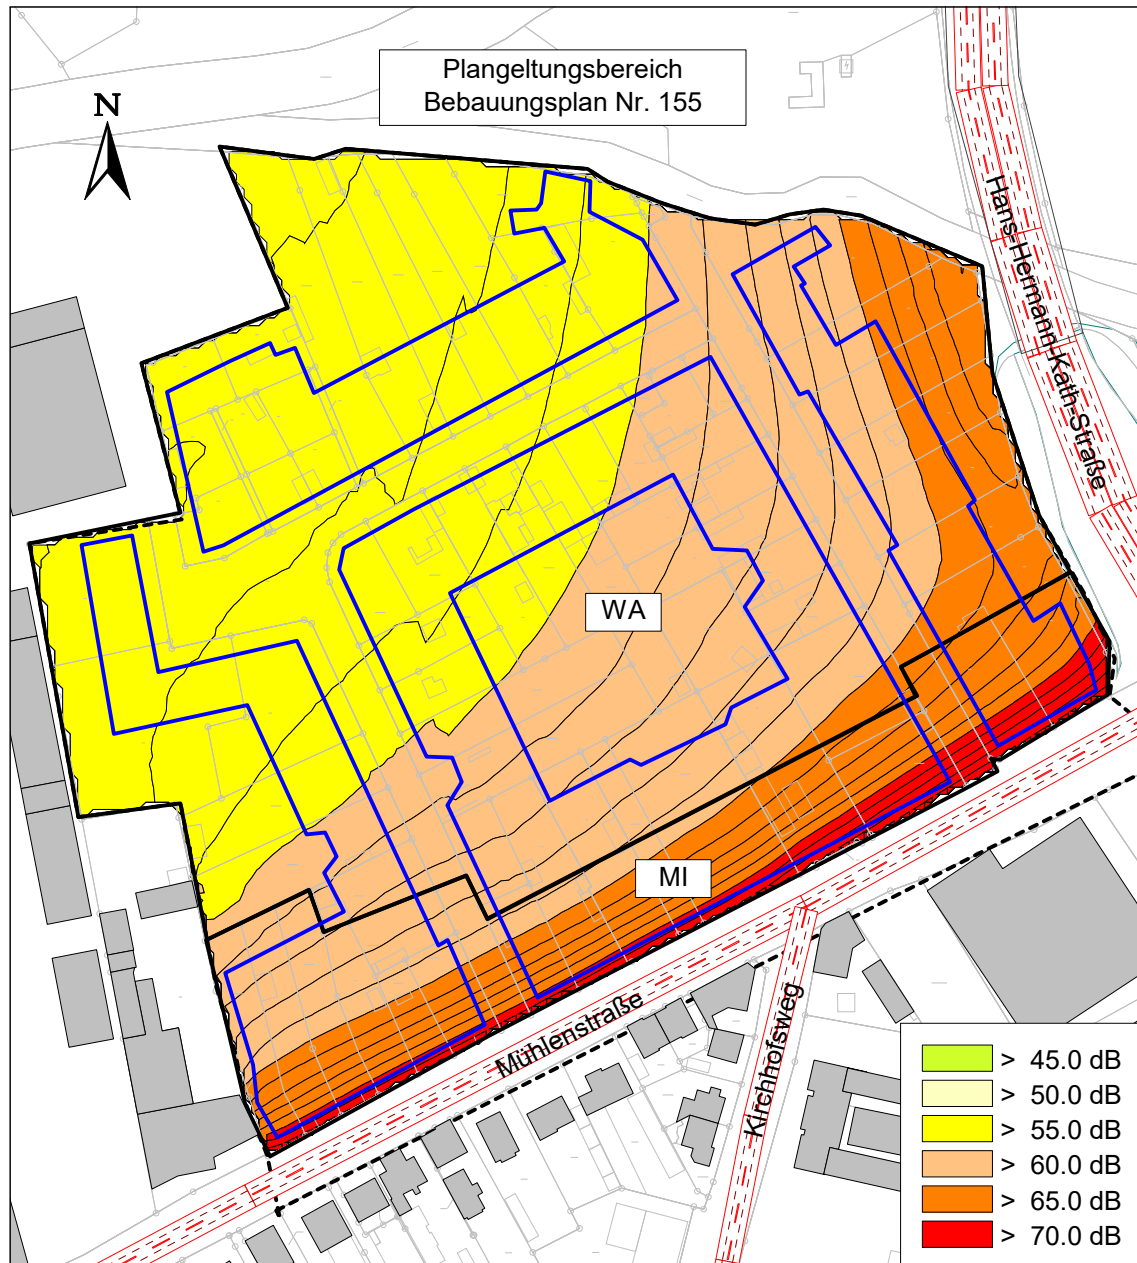 Plangeltungsbereich
Bebauungsplan Nr. 155
N
Hans-Hermann-Kath-Straße
WA
MI
Mühlenstraße
Kirchhofsweg
> 45.0 dB
> 50.0 dB
> 55.0 dB
> 60.0 dB
> 65.0 dB
> 70.0 dB